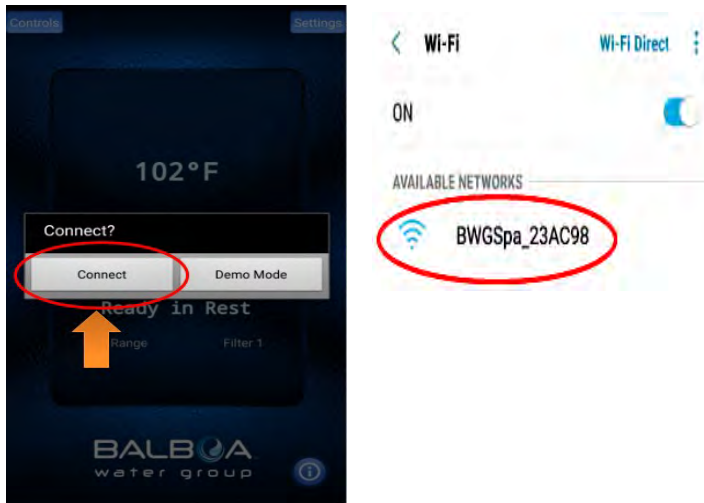 Controls
Settings
102°F
Connect?
Connect
Demo Mode
Ready in Rest
Range
Filter 1
BALBOA
water group
Wi-Fi
Wi-Fi Direct
ON
AVAILABLE NETWORKS
BWGSpa_23AC98